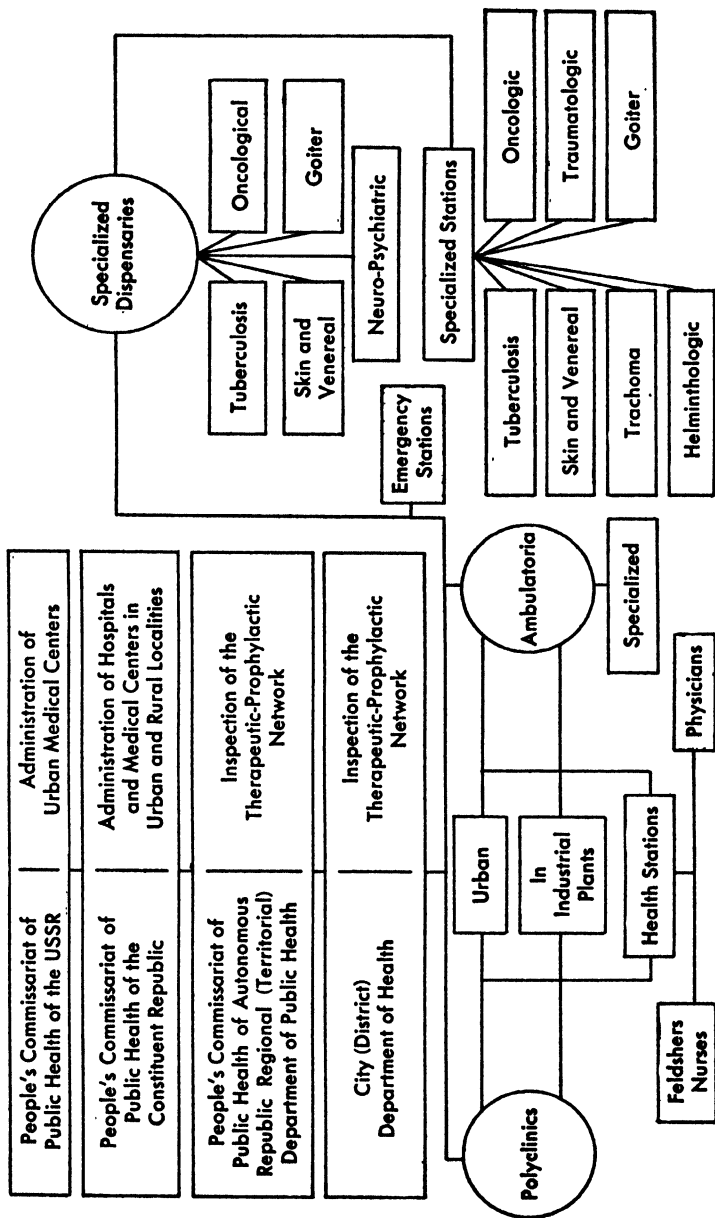 People's Commissariat of
Public Health of the USSR
Administration of
Urban Medical Centers
People's Commissariat of
Public Health of the
Constituent Republic
Administration of Hospitals
and Medical Centers in
Urban and Rural Localities
People's Commissariat of
Public Health of Autonomous
Republic Regional (Territorial)
Department of Public Health
Inspection of the
Therapeutic-Prophylactic
Network
City (District)
Department of Health
Inspection of the
Therapeutic-Prophylactic
Network
Specialized
Dispensaries
Tuberculosis
Oncological
Skin and
Venereal
Goiter
Neuro-Psychiatric
Emergency
Stations
Specialized Stations
Tuberculosis
Oncologic
Skin and Venereal
Traumatologic
Trachoma
Goiter
Helminthologic
Polyclinics
Urban
In
Industrial
Plants
Ambulatoria
Specialized
Health Stations
Feldshers
Nurses
Physicians